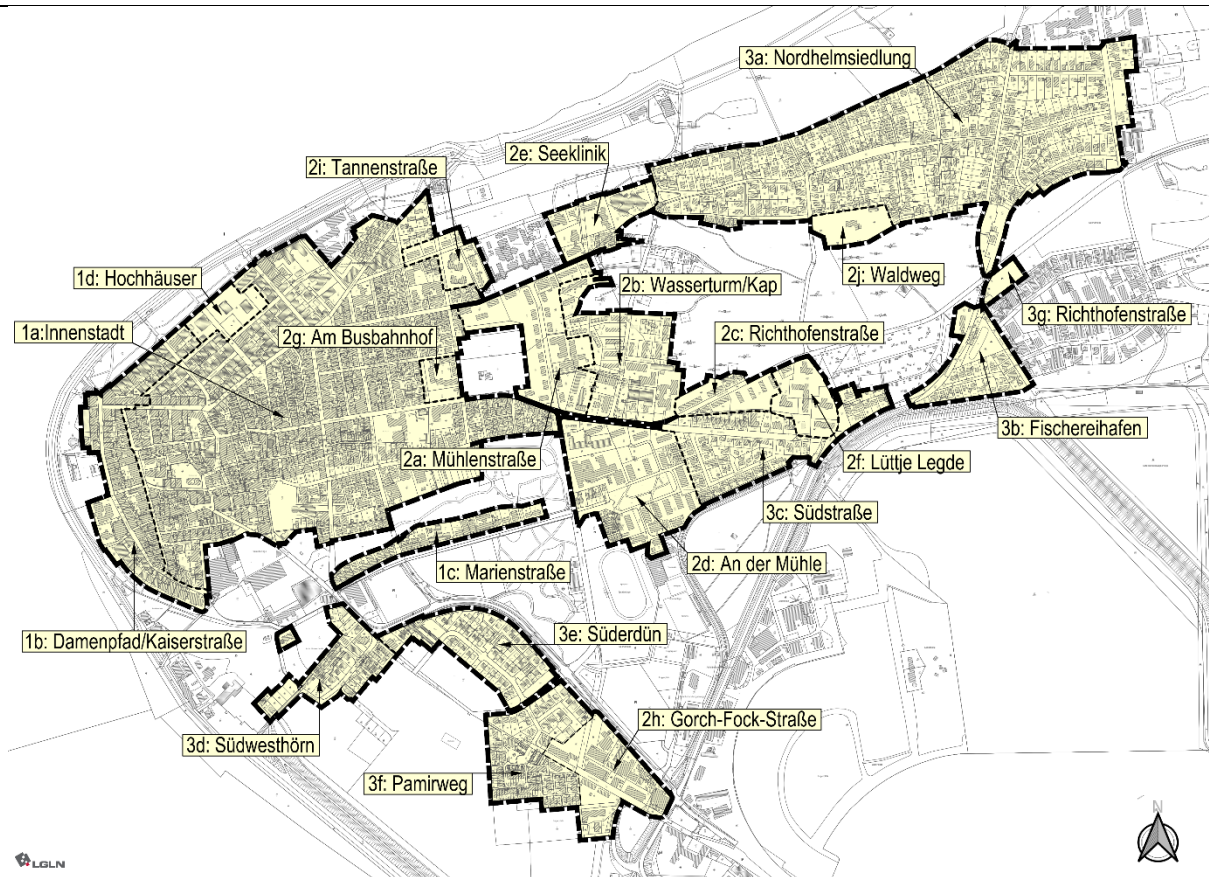 3a: Nordhelmsiedlung
2e: Seeklinik
2i: Tannenstraße
1d: Hochhäuser
2j: Waldweg
2b: Wasserturm/Kap
3g: Richthofenstraße
1a:Innenstadt
2g: Am Busbahnhof
2c: Richthofenstraße
3b: Fischereihafen
2a: Mühlenstraße
2f: Lüttje Legde
3c: Südstraße
2d: An der Mühle
1c: Marienstraße
1b: Damenpfad/Kaiserstraße
3e: Süderdün
2h: Gorch-Fock-Straße
3d: Südwesthörn
3f: Pamirweg
N
LGLN